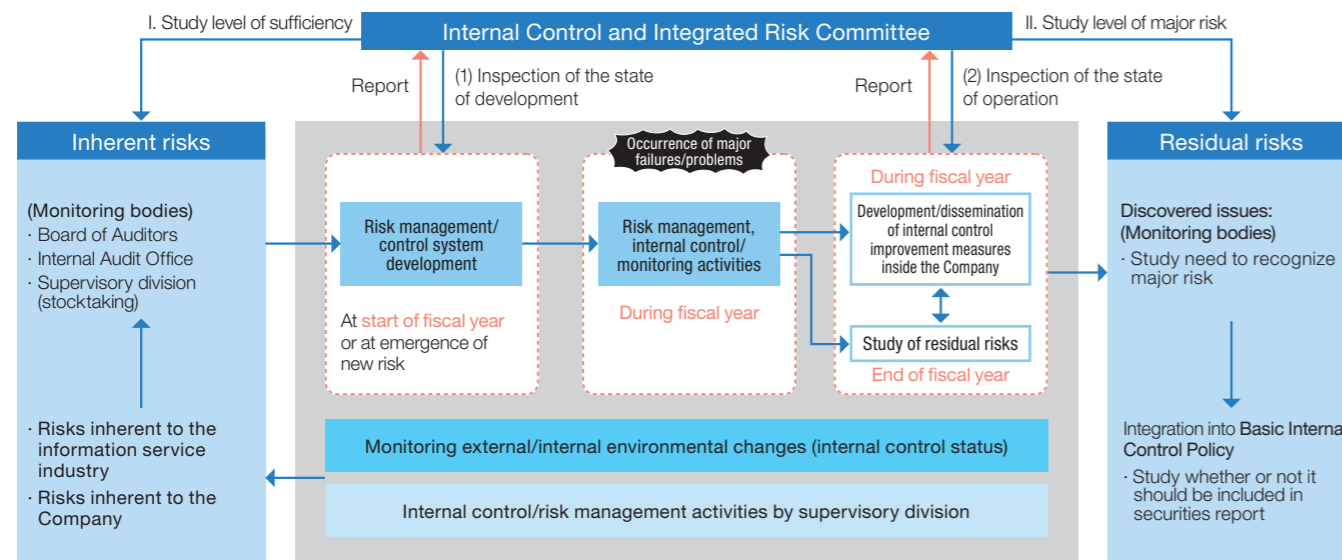 I. Study level of sufficiency
Internal Control and Integrated Risk Committee
II. Study level of major risk
Report
(1) Inspection of the state
of development
Report
(2) Inspection of the state
of operation
Inherent risks
(Monitoring bodies)
· Board of Auditors
· Internal Audit Office
· Supervisory division
(stocktaking)
· Risks inherent to the
information service
industry
· Risks inherent to the
Company
Risk management/
control system
development
At start of fiscal year
or at emergence of
new risk
Occurrence of major
failures/problems
Risk management,
internal control/
monitoring activities
During fiscal year
During fiscal year
Development/dissemination
of internal control
improvement measures
inside the Company
Study of residual risks
End of fiscal year
Monitoring external/internal environmental changes (internal control status)
Internal control/risk management activities by supervisory division
Residual risks
Discovered issues:
(Monitoring bodies)
· Study need to recognize
major risk
Integration into Basic Internal
Control Policy
· Study whether or not it
should be included in
securities report